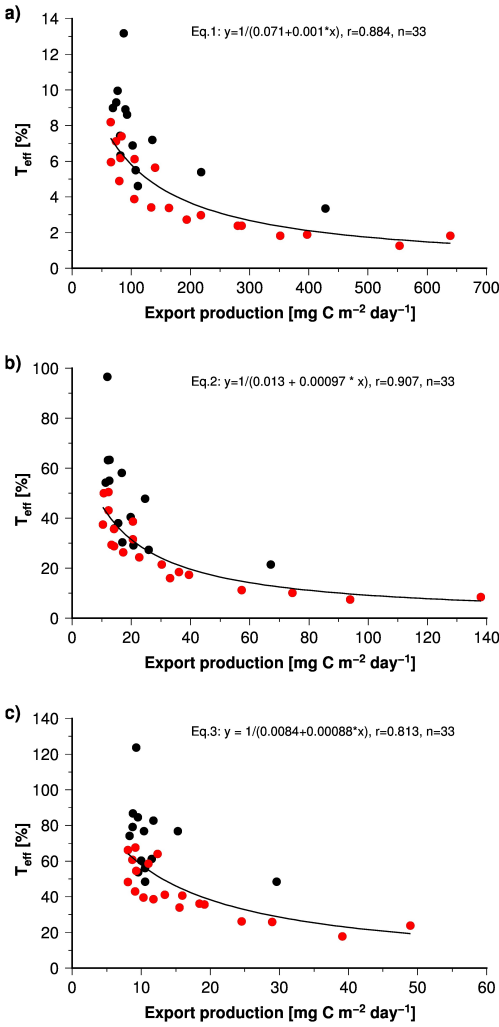 a)
Eq.1: y=1/(0.071+0.001*x), r=0.884, n=33
14
12
10
8
6
4
2
0
T_eff [%]
0 100 200 300 400 500 600 700
Export production [mg C m⁻² day⁻¹]
b)
Eq.2: y=1/(0.013 + 0.00097 * x), r=0.907, n=33
100
80
60
40
20
0
T_eff [%]
0 20 40 60 80 100 120 140
Export production [mg C m⁻² day⁻¹]
c)
Eq.3: y = 1/(0.0084+0.00088*x), r=0.813, n=33
140
120
100
80
60
40
20
0
T_eff [%]
0 10 20 30 40 50 60
Export production [mg C m⁻² day⁻¹]